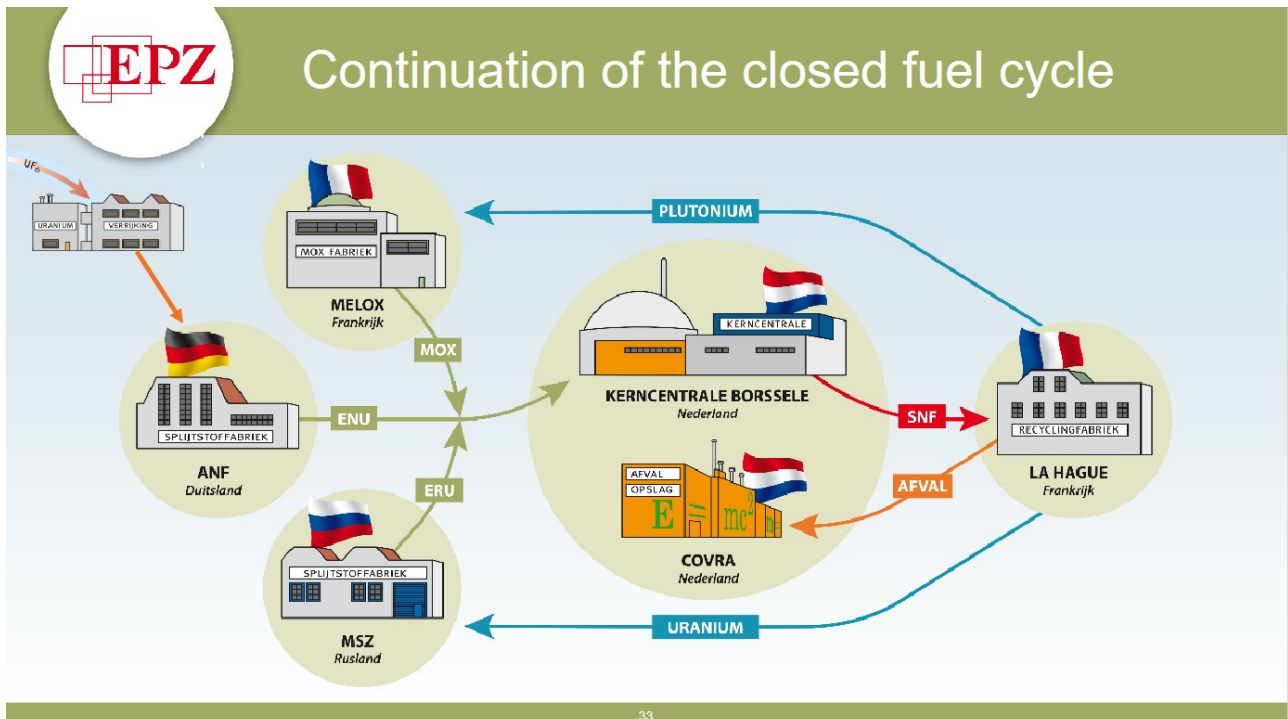 EPZ
Continuation of the closed fuel cycle
UF6
URANIUM
VERRIJKING
MOX FABRIEK
MELOX
Frankrijk
PLUTONIUM
MOX
KERNCENTRALE
KERNCENTRALE BORSSELE
Nederland
SPLIJTSTOFFABRIEK
ANF
Duitsland
ENU
SNF
RECYCLINGFABRIEK
LA HAGUE
Frankrijk
ERU
AFVAL
OPSLAG
E=mc²
COVRA
Nederland
AFVAL
SPLIJTSTOFFABRIEK
MSZ
Rusland
URANIUM
33